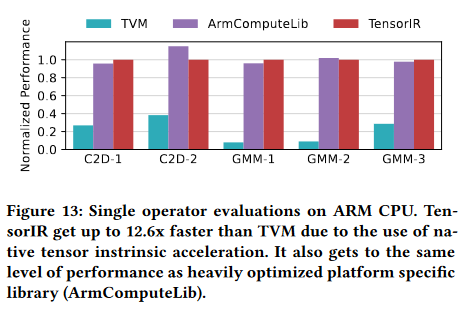 TVM ArmComputeLib TensorIR
Normalized Performance
1.0
0.8
0.6
0.4
0.2
0.0
C2D-1 C2D-2 GMM-1 GMM-2 GMM-3
Figure 13: Single operator evaluations on ARM CPU. Ten-
sorIR get up to 12.6x faster than TVM due to the use of na-
tive tensor instrinsic acceleration. It also gets to the same
level of performance as heavily optimized platform specific
library (ArmComputeLib).